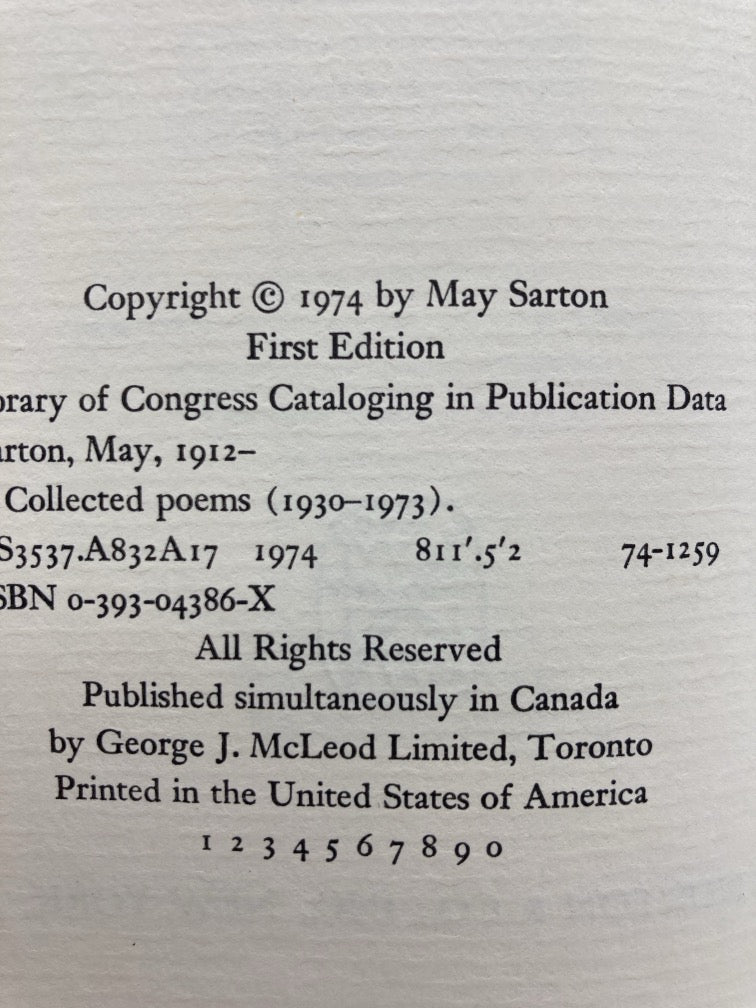 Copyright © 1974 by May Sarton
First Edition
brary of Congress Cataloging in Publication Data
arton, May, 1912–
Collected poems (1930–1973).
S3537.A832A17 1974 811′.5′2 74-1259
SBN 0-393-04386-X
All Rights Reserved
Published simultaneously in Canada
by George J. McLeod Limited, Toronto
Printed in the United States of America
1 2 3 4 5 6 7 8 9 0